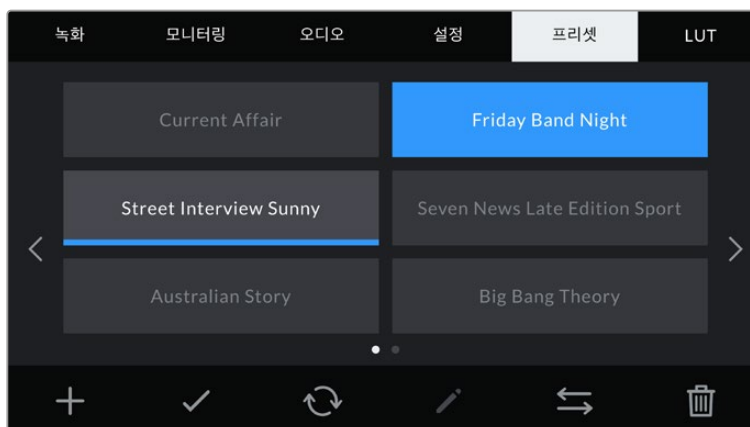 녹화 모니터링 오디오 설정 프리셋 LUT
Current Affair Friday Band Night
Street Interview Sunny Seven News Late Edition Sport
Australian Story Big Bang Theory